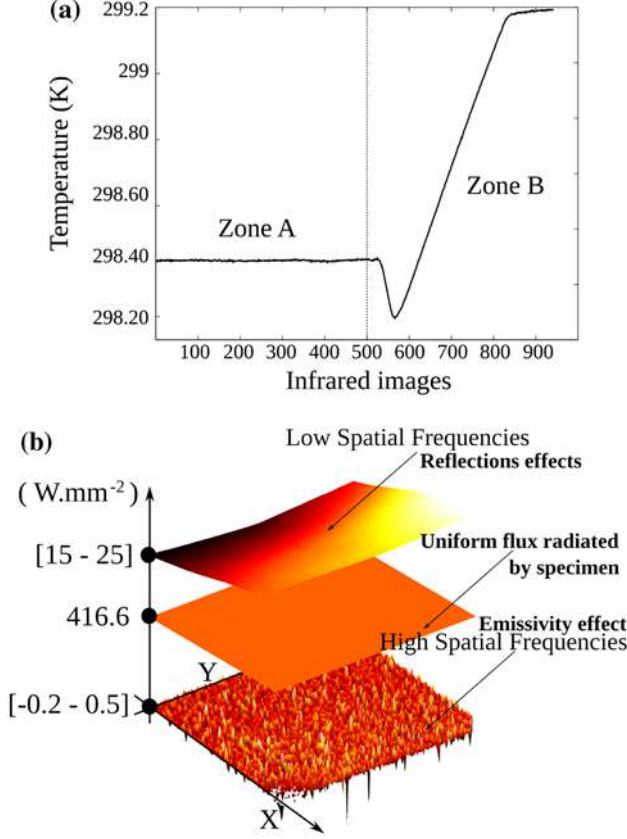 (a)
299.2
299
298.80
298.60
298.40
298.20
Temperature (K)
Zone A
Zone B
100 200 300 400 500 600 700 800 900
Infrared images
(b)
Low Spatial Frequencies
Reflections effects
( W.mm-2)
[15 - 25]
Uniform flux radiated
by specimen
416.6
Emissivity effect
High Spatial Frequencies
Y
[-0.2 - 0.5]
X